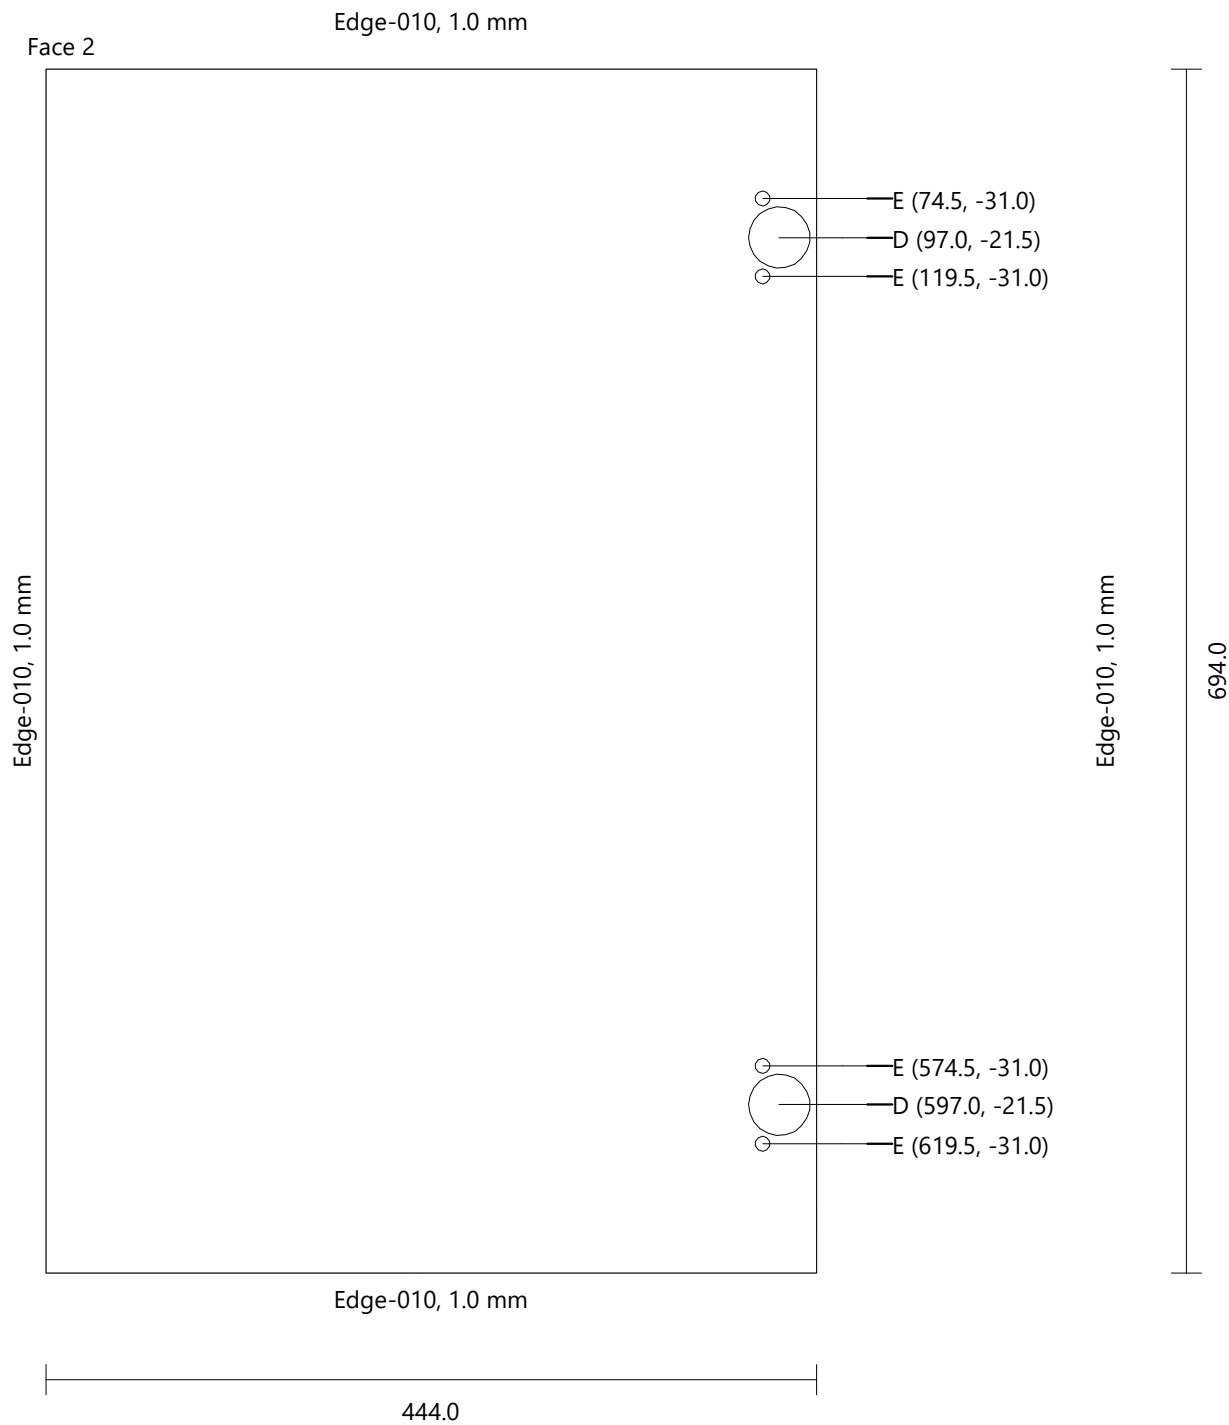 Edge-010, 1.0 mm
Face 2
E (74.5, -31.0)
D (97.0, -21.5)
E (119.5, -31.0)
Edge-010, 1.0 mm
Edge-010, 1.0 mm
694.0
E (574.5, -31.0)
D (597.0, -21.5)
E (619.5, -31.0)
Edge-010, 1.0 mm
444.0